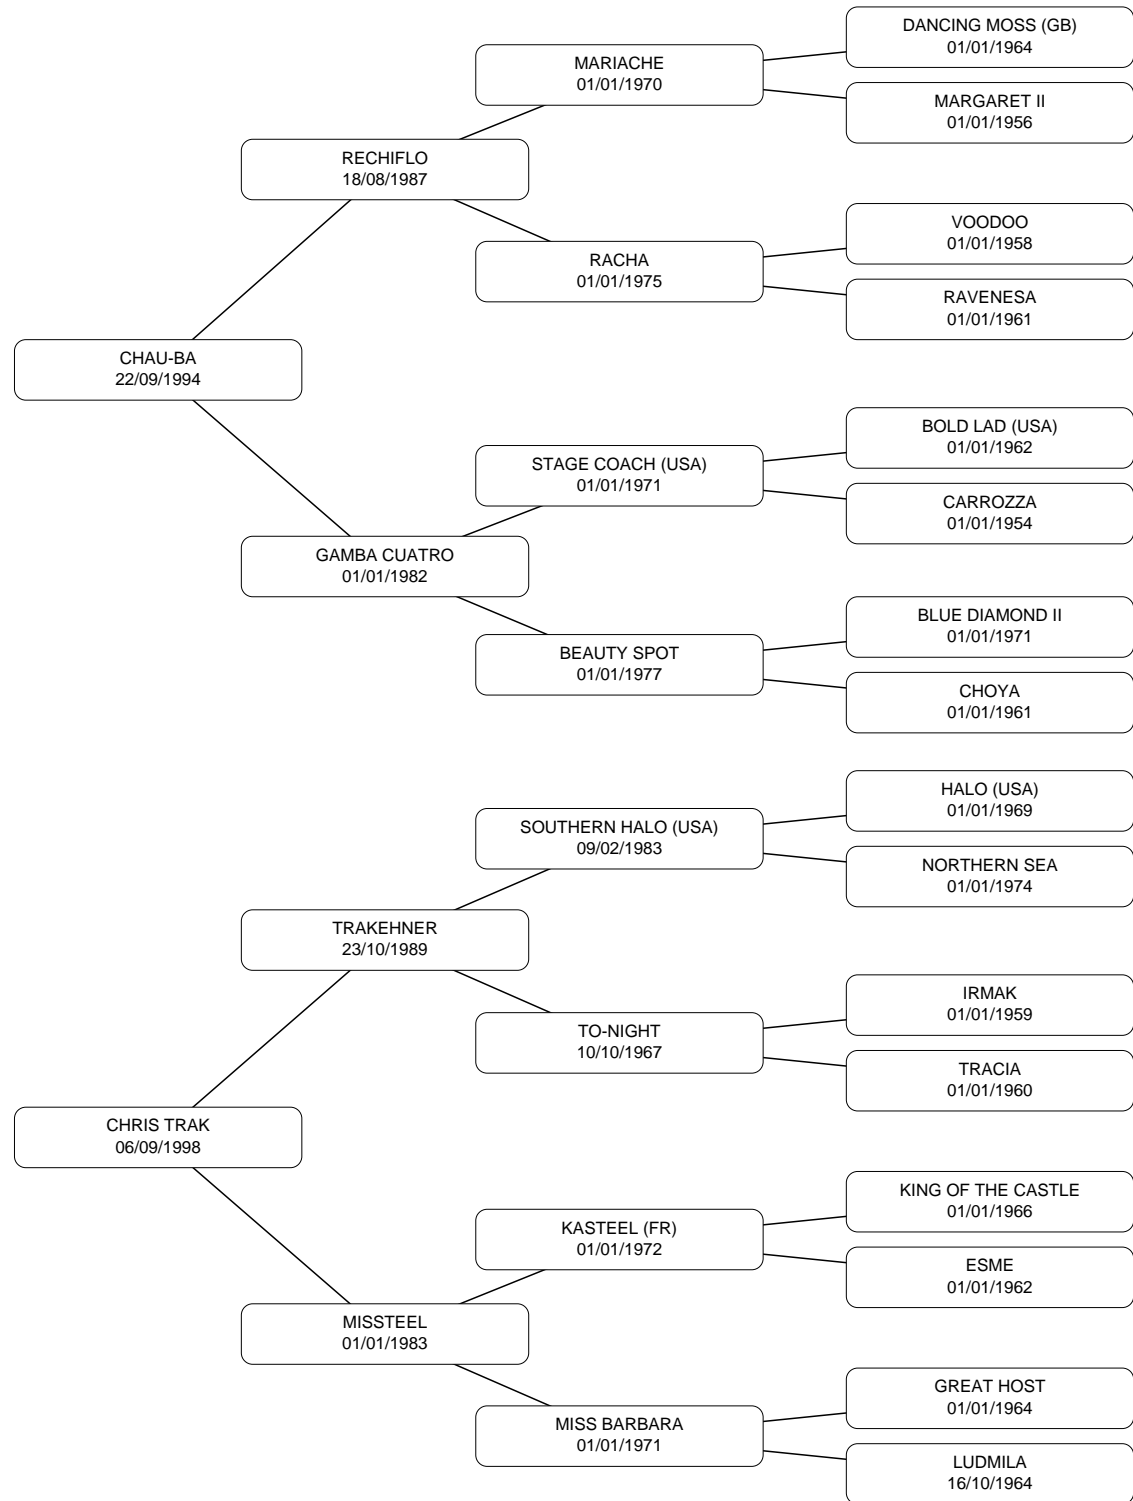 DANCING MOSS (GB)
01/01/1964
MARIACHE
01/01/1970
MARGARET II
01/01/1956
RECHIFLO
18/08/1987
VOODOO
01/01/1958
RACHA
01/01/1975
RAVENESA
01/01/1961
CHAU-BA
22/09/1994
BOLD LAD (USA)
01/01/1962
STAGE COACH (USA)
01/01/1971
CARROZZA
01/01/1954
GAMBA CUATRO
01/01/1982
BLUE DIAMOND II
01/01/1971
BEAUTY SPOT
01/01/1977
CHOYA
01/01/1961
HALO (USA)
01/01/1969
SOUTHERN HALO (USA)
09/02/1983
NORTHERN SEA
01/01/1974
TRAKEHNER
23/10/1989
IRMAK
01/01/1959
TO-NIGHT
10/10/1967
TRACIA
01/01/1960
CHRIS TRAK
06/09/1998
KING OF THE CASTLE
01/01/1966
KASTEEL (FR)
01/01/1972
ESME
01/01/1962
MISSTEEL
01/01/1983
GREAT HOST
01/01/1964
MISS BARBARA
01/01/1971
LUDMILA
16/10/1964